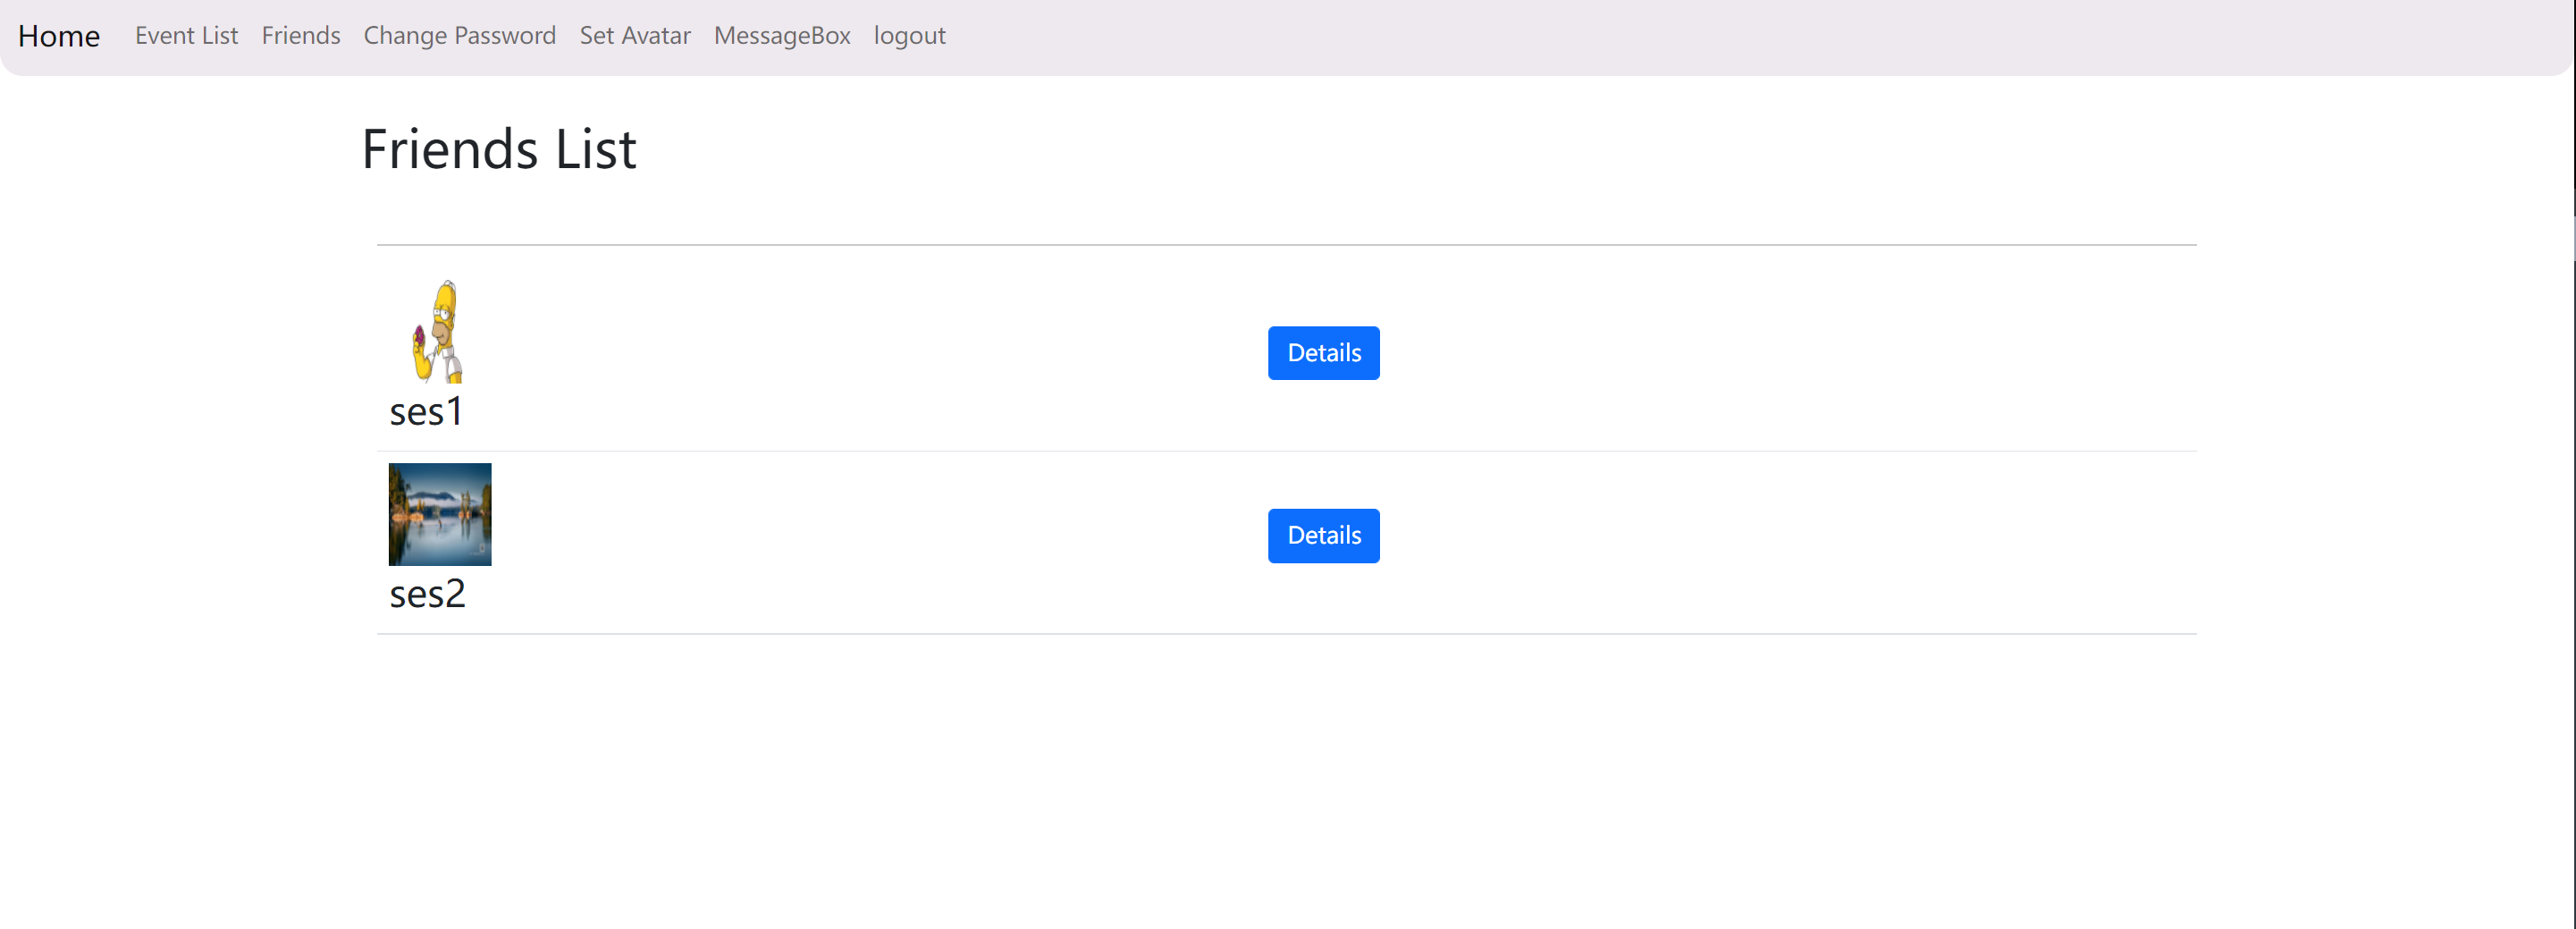 Home Event List Friends Change Password Set Avatar MessageBox logout
Friends List
Details
ses1
Details
ses2